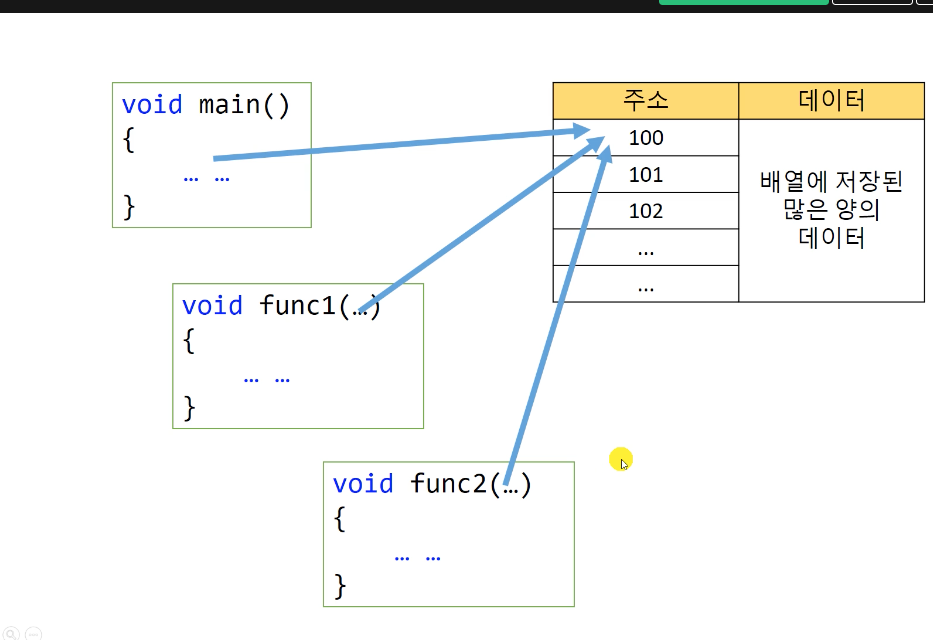 void main()
{
… …
}
void func1(…)
{
… …
}
void func2(…)
{
… …
}
주소 데이터
100
101
102
…
…
배열에 저장된
많은 양의
데이터